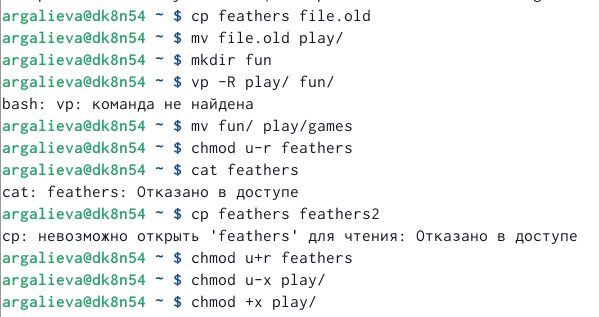 argalieva@dk8n54 ~ $ cp feathers file.old
argalieva@dk8n54 ~ $ mv file.old play/
argalieva@dk8n54 ~ $ mkdir fun
argalieva@dk8n54 ~ $ vp -R play/ fun/
bash: vp: команда не найдена
argalieva@dk8n54 ~ $ mv fun/ play/games
argalieva@dk8n54 ~ $ chmod u-r feathers
argalieva@dk8n54 ~ $ cat feathers
cat: feathers: Отказано в доступе
argalieva@dk8n54 ~ $ cp feathers feathers2
cp: невозможно открыть 'feathers' для чтения: Отказано в доступе
argalieva@dk8n54 ~ $ chmod u+r feathers
argalieva@dk8n54 ~ $ chmod u-x play/
argalieva@dk8n54 ~ $ chmod +x play/